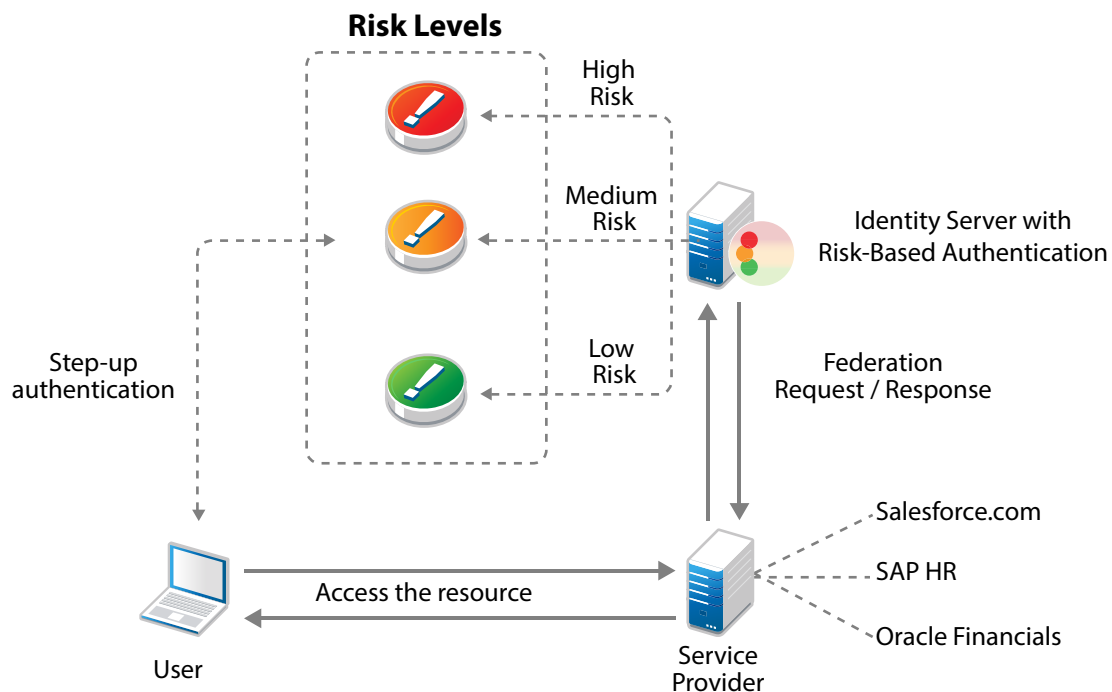 Risk Levels
High
Risk
Medium
Risk
Identity Server with
Risk-Based Authentication
Low
Risk
Step-up
authentication
Federation
Request / Response
Salesforce.com
SAP HR
Oracle Financials
Access the resource
User
Service
Provider